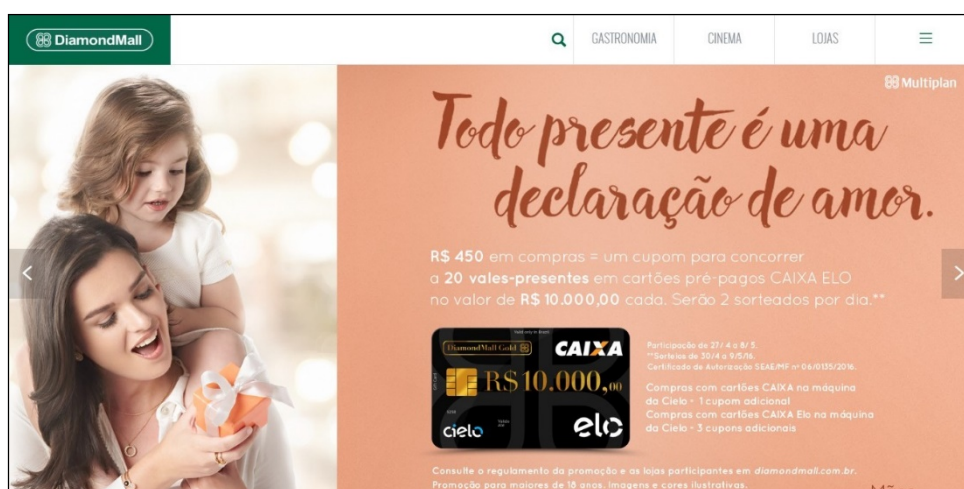 DiamondMall
GASTRONOMIA
CINEMA
LOJAS
Multiplan
Todo presente é uma
declaração de amor.
R$ 450 em compras = um cupom para concorrer
a 20 vales-presentes em cartões pré-pagos CAIXA ELO
no valor de R$ 10.000,00 cada. Serão 2 sorteados por dia.**
DiamondMall Gold
CAIXA
R$ 10.000,00
cielo
elo
Participação de 27/4 a 8/5.
**Sorteios de 30/4 a 9/5/16.
Certificado de Autorização SEAE/MF nº 06/0135/2016.
Compras com cartões CAIXA na máquina
da Cielo • 1 cupom adicional
Compras com cartões CAIXA Elo na máquina
da Cielo • 3 cupons adicionais
Consulte o regulamento da promoção e as lojas participantes em diamondmall.com.br.
Promoção para maiores de 18 anos. Imagens e cores ilustrativas.